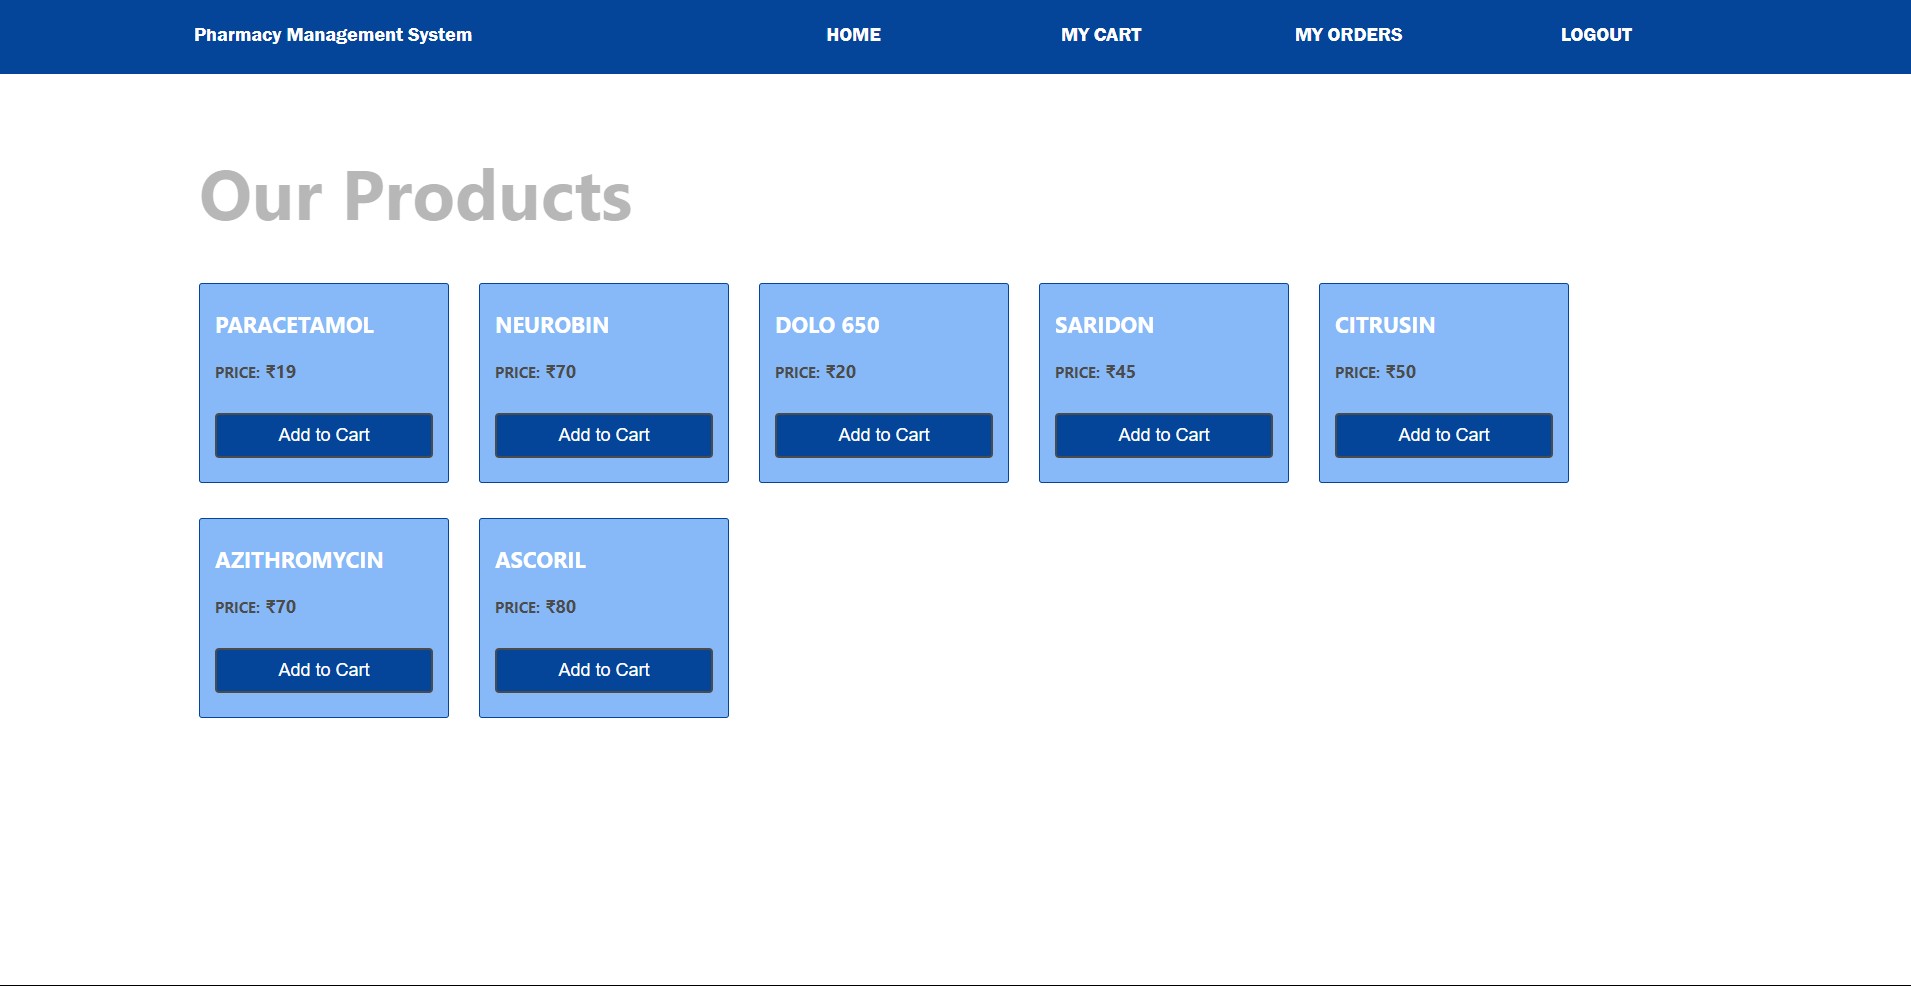 Pharmacy Management System HOME MY CART MY ORDERS LOGOUT
Our Products
PARACETAMOL
PRICE: ₹19
Add to Cart
NEUROBIN
PRICE: ₹70
Add to Cart
DOLO 650
PRICE: ₹20
Add to Cart
SARIDON
PRICE: ₹45
Add to Cart
CITRUSIN
PRICE: ₹50
Add to Cart
AZITHROMYCIN
PRICE: ₹70
Add to Cart
ASCORIL
PRICE: ₹80
Add to Cart